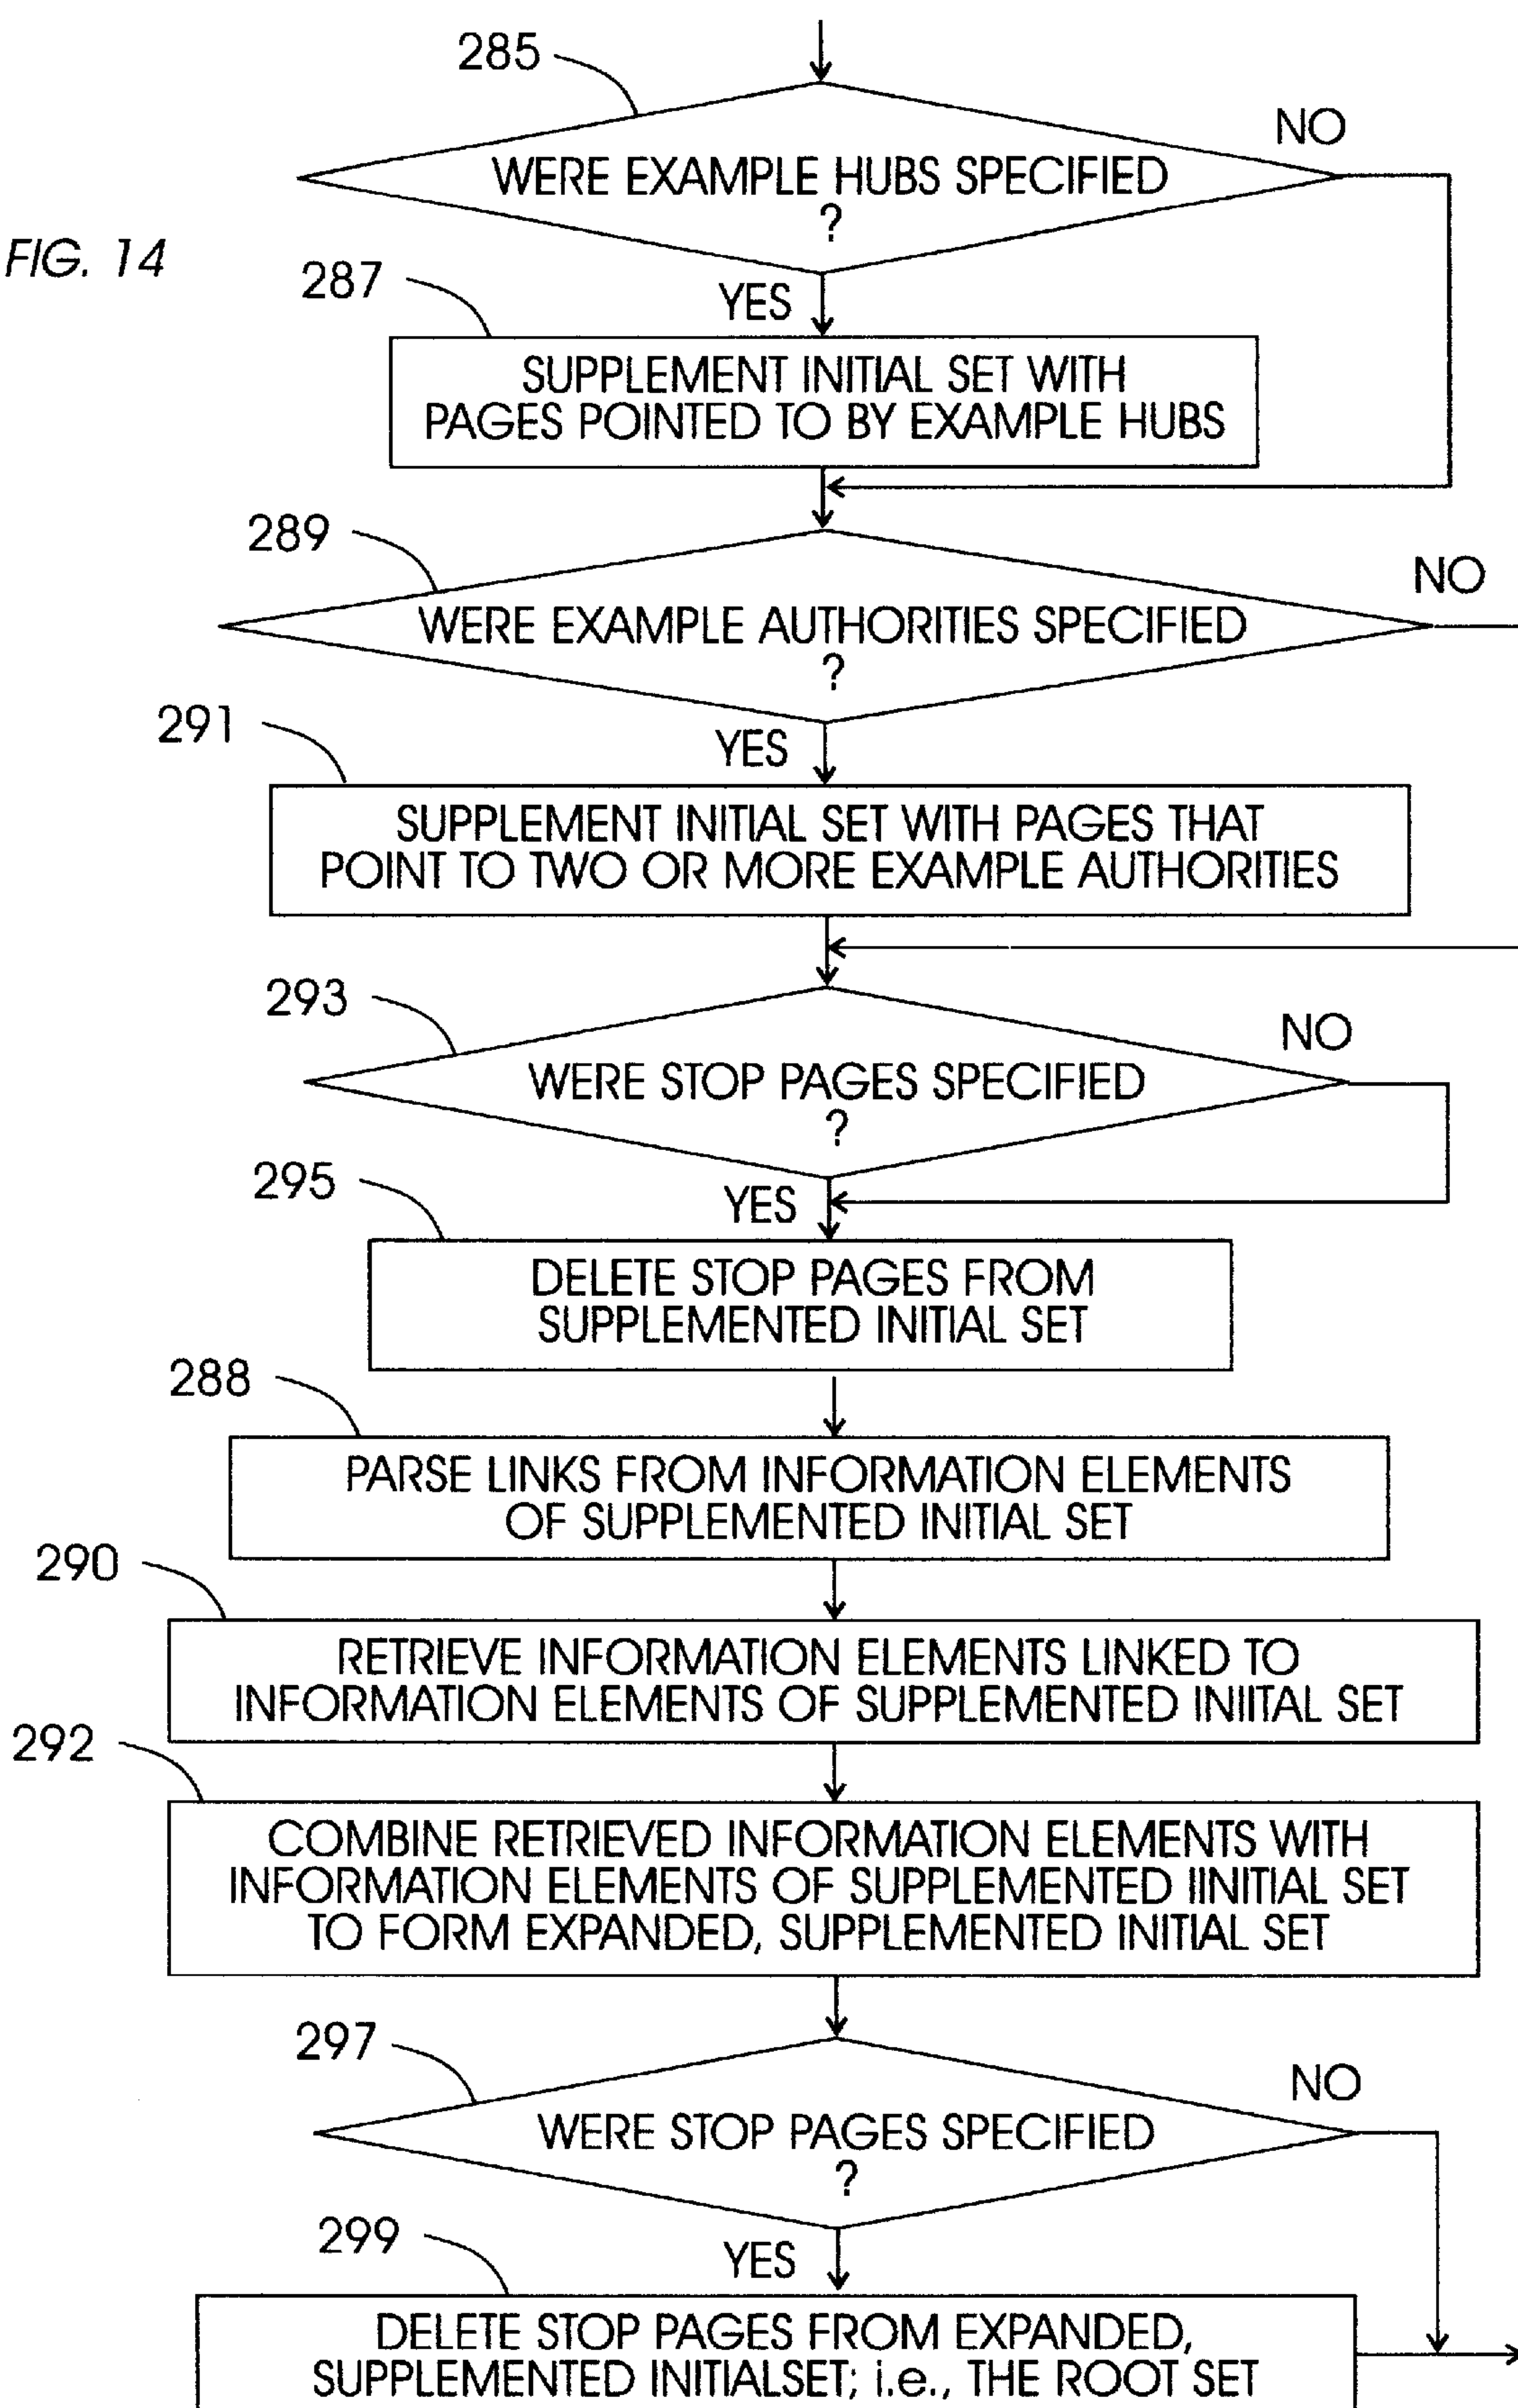 285
NO
WERE EXAMPLE HUBS SPECIFIED
?
FIG. 14
287
YES
SUPPLEMENT INITIAL SET WITH
PAGES POINTED TO BY EXAMPLE HUBS
289
NO
WERE EXAMPLE AUTHORITIES SPECIFIED
?
291
YES
SUPPLEMENT INITIAL SET WITH PAGES THAT
POINT TO TWO OR MORE EXAMPLE AUTHORITIES
293
NO
WERE STOP PAGES SPECIFIED
?
295
YES
DELETE STOP PAGES FROM
SUPPLEMENTED INITIAL SET
288
PARSE LINKS FROM INFORMATION ELEMENTS
OF SUPPLEMENTED INITIAL SET
290
RETRIEVE INFORMATION ELEMENTS LINKED TO
INFORMATION ELEMENTS OF SUPPLEMENTED INIITAL SET
292
COMBINE RETRIEVED INFORMATION ELEMENTS WITH
INFORMATION ELEMENTS OF SUPPLEMENTED IINITIAL SET
TO FORM EXPANDED, SUPPLEMENTED INITIAL SET
297
NO
WERE STOP PAGES SPECIFIED
?
299
YES
DELETE STOP PAGES FROM EXPANDED,
SUPPLEMENTED INITIALSET; i.e., THE ROOT SET